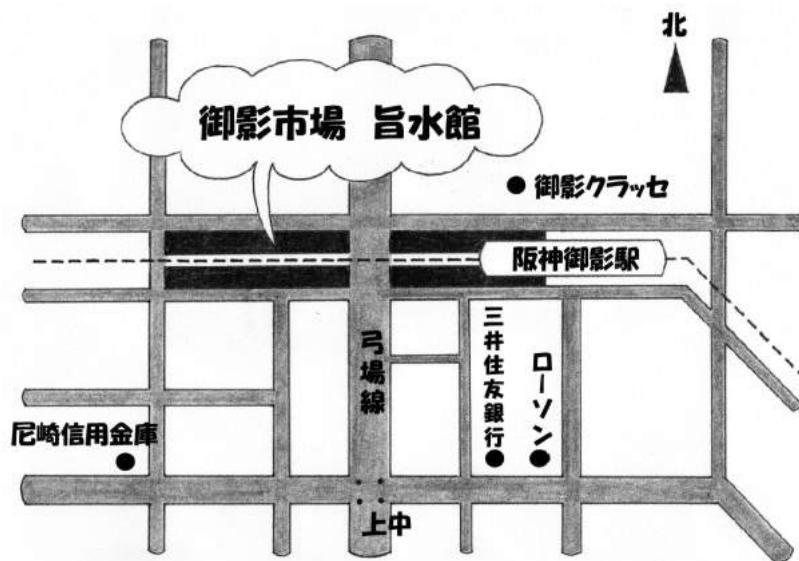 北
御影市場 旨水館
御影クラッセ
阪神御影駅
弓場線
三井住友銀行
ローソン
尼崎信用金庫
上中